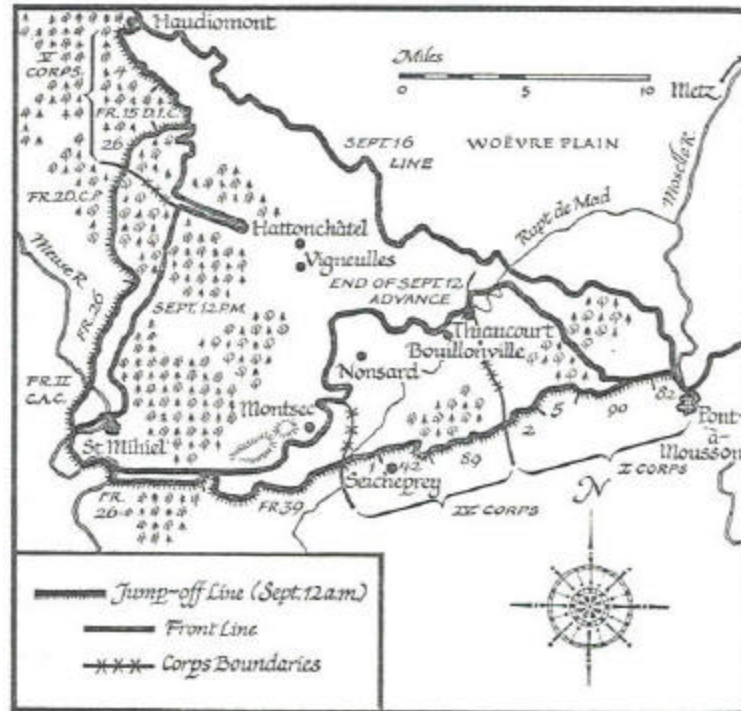 Haudiomont
V
CORPS
4
FR. 15 D.I.C.
26
Miles
0 5 10
Metz
SEPT. 16
LINE
WOËVRE PLAIN
Moselle R.
FR. 2 D.C.P.
Hattonchâtel
Rupt de Mad
Vigneulles
Meuse R.
END OF SEPT. 12
ADVANCE
SEPT. 12 P.M.
FR. 26
Thiaucourt
Bouillonville
Nonsard
FR. II
C.A.C.
Montsec
82
90
5
2
Pont-
à-
Mousson
St Mihiel
1 42 89
Seicheprey
I CORPS
IV CORPS
FR.
26
FR. 39
N
Jump-off Line (Sept. 12 a.m.)
Front Line
Corps Boundaries